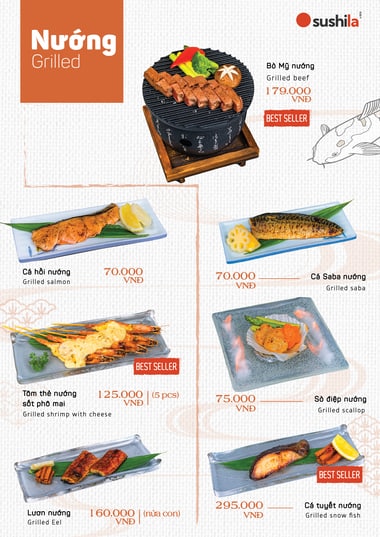 Nướng
Grilled
sushila
Bò Mỹ nướng
Grilled beef
179.000
VNĐ
BEST SELLER
Cá hồi nướng
Grilled salmon
70.000
VNĐ
70.000
VNĐ
Cá Saba nướng
Grilled saba
BEST SELLER
Tôm thẻ nướng
sốt phô mai
Grilled shrimp with cheese
125.000
VNĐ
(5 pcs)
75.000
VNĐ
Sò điệp nướng
Grilled scallop
Lươn nướng
Grilled Eel
160.000
VNĐ
(nửa con)
BEST SELLER
295.000
VNĐ
Cá tuyết nướng
Grilled snow fish